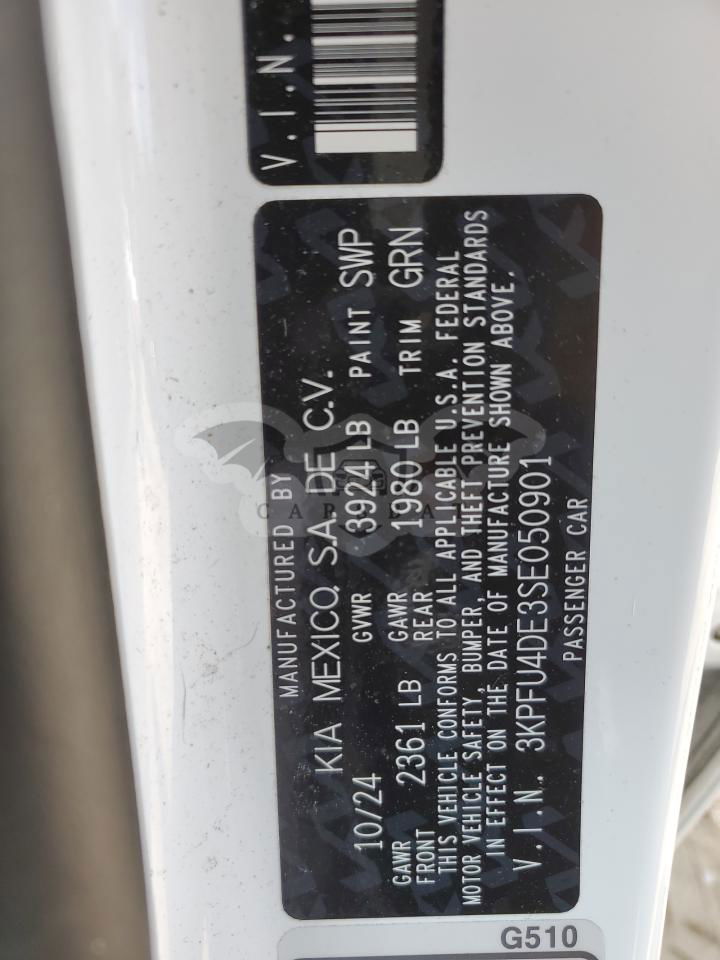 V.I.N.
MANUFACTURED BY
KIA MEXICO, S.A. DE C.V.
10/24 GVWR 3924 LB PAINT SWP
GAWR FRONT 2361 LB GAWR REAR 1980 LB TRIM GRN
THIS VEHICLE CONFORMS TO ALL APPLICABLE U.S.A. FEDERAL
MOTOR VEHICLE SAFETY, BUMPER, AND THEFT PREVENTION STANDARDS
IN EFFECT ON THE DATE OF MANUFACTURE SHOWN ABOVE.
V.I.N. 3KPFU4DE3SE050901
PASSENGER CAR
G510